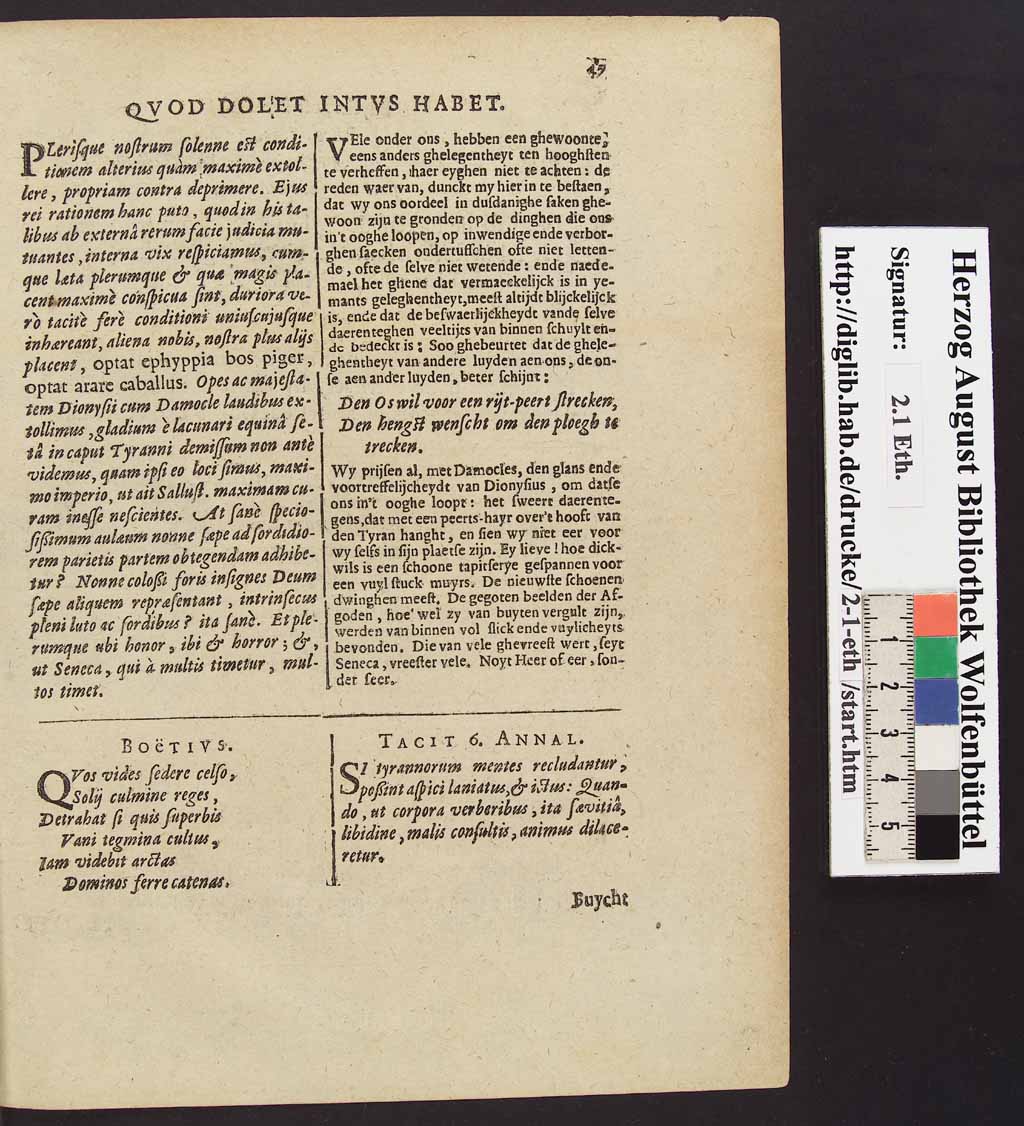 49
QVOD DOLET INTVS HABET.
PLeriſque noſtrum ſolenne eſt condi-
tionem alterius quàm maximè extol-
lere, propriam contra deprimere. Ejus
rei rationem hanc puto, quod in his ta-
libus ab externâ rerum facie judicia mu-
tuantes, interna vix reſpiciamus, cum-
que læta plerumque & quæ magis pla-
cent maximè conſpicua ſint, duriora ve-
rò tacitè ferè conditioni uniuſcujuſque
inhæreant, aliena nobis, noſtra plus alijs
placent, optat ephyppia bos piger,
optat arare caballus. Opes ac majeſta-
tem Dionyſii cum Damocle laudibus ex-
tollimus, gladium è lacunari equinâ ſe-
tâ in caput Tyranni demiſſum non antè
videmus, quam ipſi eo loci ſimus, maxi-
mo imperio, ut ait Salluſt. maximam cu-
ram ineſſe neſcientes. At ſanè ſpecio-
ſiſſimum aulæum nonne ſæpe ad ſordidio-
rem parietis partem obtegendam adhibe-
tur? Nonne coloſſi foris inſignes Deum
ſæpe aliquem repræſentant, intrinſecus
pleni luto ac ſordibus? ita ſanè. Et ple-
rumque ubi honor, ibi & horror; &,
ut Seneca, qui à multis timetur, mul-
tos timet.
VEle onder ons, hebben een ghewoonte,
eens anders ghelegentheyt ten hooghſten
te verheffen, haer eyghen niet te achten: de
reden waer van, dunckt my hier in te beſtaen,
dat wy ons oordeel in duſdanighe ſaken ghe-
woon zijn te gronden op de dinghen die ons
in't ooghe loopen, op inwendige ende verbor-
ghen ſaecken ondertuſſchen ofte niet letten-
de, ofte de ſelve niet wetende: ende naede-
mael het ghene dat vermaeckelijck is in ye-
mants geleghentheyt, meeſt altijdt blijckelijck
is, ende dat de beſwaerlijckheydt vande ſelve
daerenteghen veeltijts van binnen ſchuylt en-
de bedeckt is; Soo ghebeurtet dat de ghele-
ghentheyt van andere luyden aen ons, de on-
ſe aen ander luyden, beter ſchijnt:
Den Os wil voor een rijt-peert ſtrecken,
Den hengſt wenſcht om den ploegh te
trecken.
Wy prijſen al, met Damocles, den glans ende
voortreffelijcheydt van Dionyſius, om datſe
ons in't ooghe loopt: het ſweert daerente-
gens, dat met een peerts-hayr over't hooft van
den Tyran hanght, en ſien wy niet eer voor
wy ſelfs in ſijn plaetſe zijn. Ey lieve! hoe dick-
wils is een ſchoone tapitſerye geſpannen voor
een vuyl ſtuck muyrs. De nieuwſte ſchoenen
dwinghen meeſt. De gegoten beelden der Af-
goden, hoe wel zy van buyten vergult zijn,
werden van binnen vol ſlick ende vuylicheyts
bevonden. Die van vele ghevreeſt wert, ſeyt
Seneca, vreeſter vele. Noyt Heer of eer, ſon-
der ſeer.
BOËTIVS.
QVos vides ſedere celſo,
Solij culmine reges,
Detrahat ſi quis ſuperbis
Vani tegmina cultus,
Iam videbit arctas
Dominos ferre catenas.
TACIT 6. ANNAL.
SI tyrannorum mentes recludantur,
poſſint aſpici laniatus, & ictus: Quan-
do, ut corpora verberibus, ita ſævitiâ,
libidine, malis conſultis, animus dilace-
retur.
Buycht
Herzog August Bibliothek Wolfenbüttel
Signatur: 2.1 Eth.
http://diglib.hab.de/drucke/2-1-eth /start.htm
1 2 3 4 5